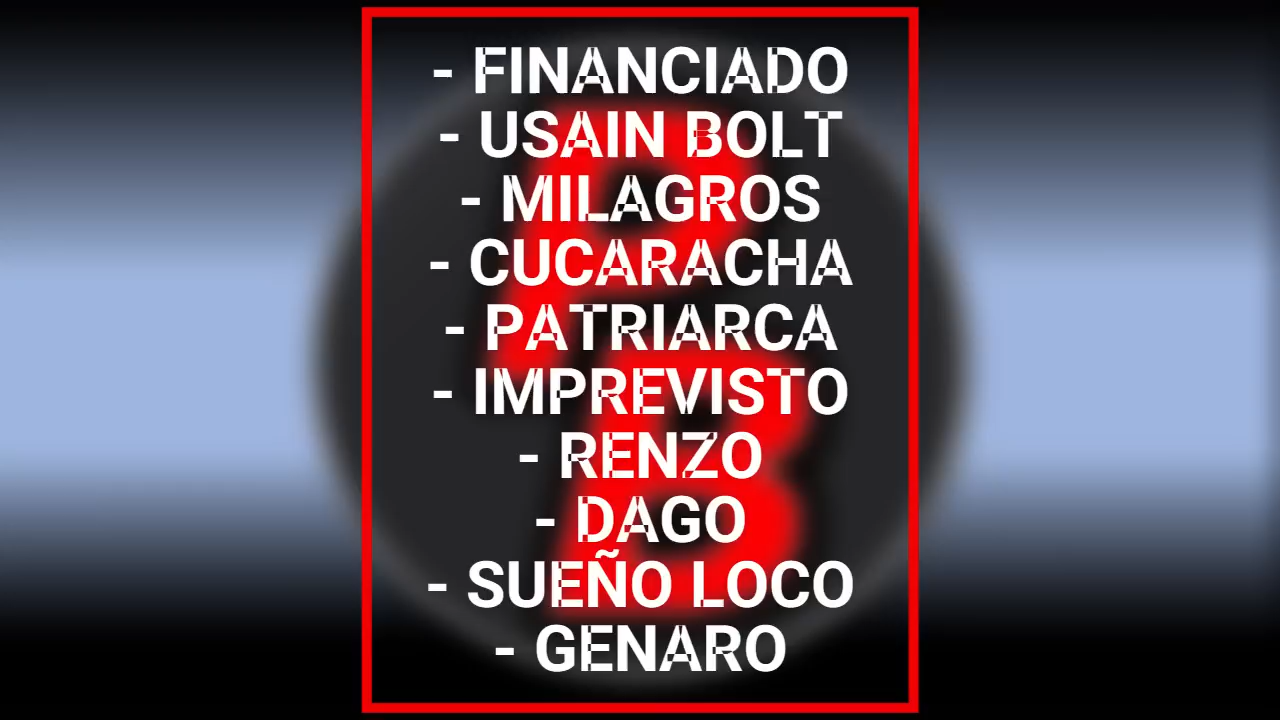 - FINANCIADO
- USAIN BOLT
- MILAGROS
- CUCARACHA
- PATRIARCA
- IMPREVISTO
- RENZO
- DAGO
- SUEÑO LOCO
- GENARO